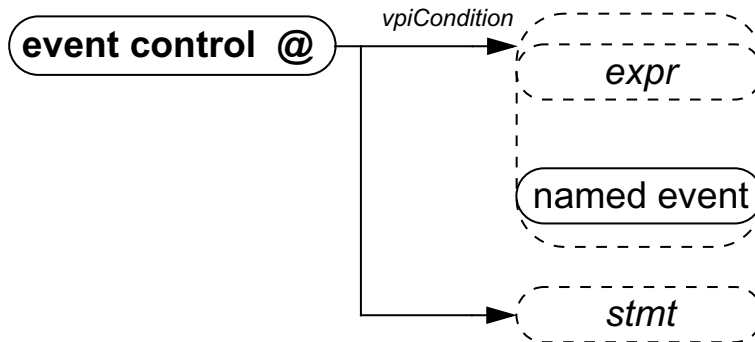 vpiCondition
event control @
expr
named event
stmt